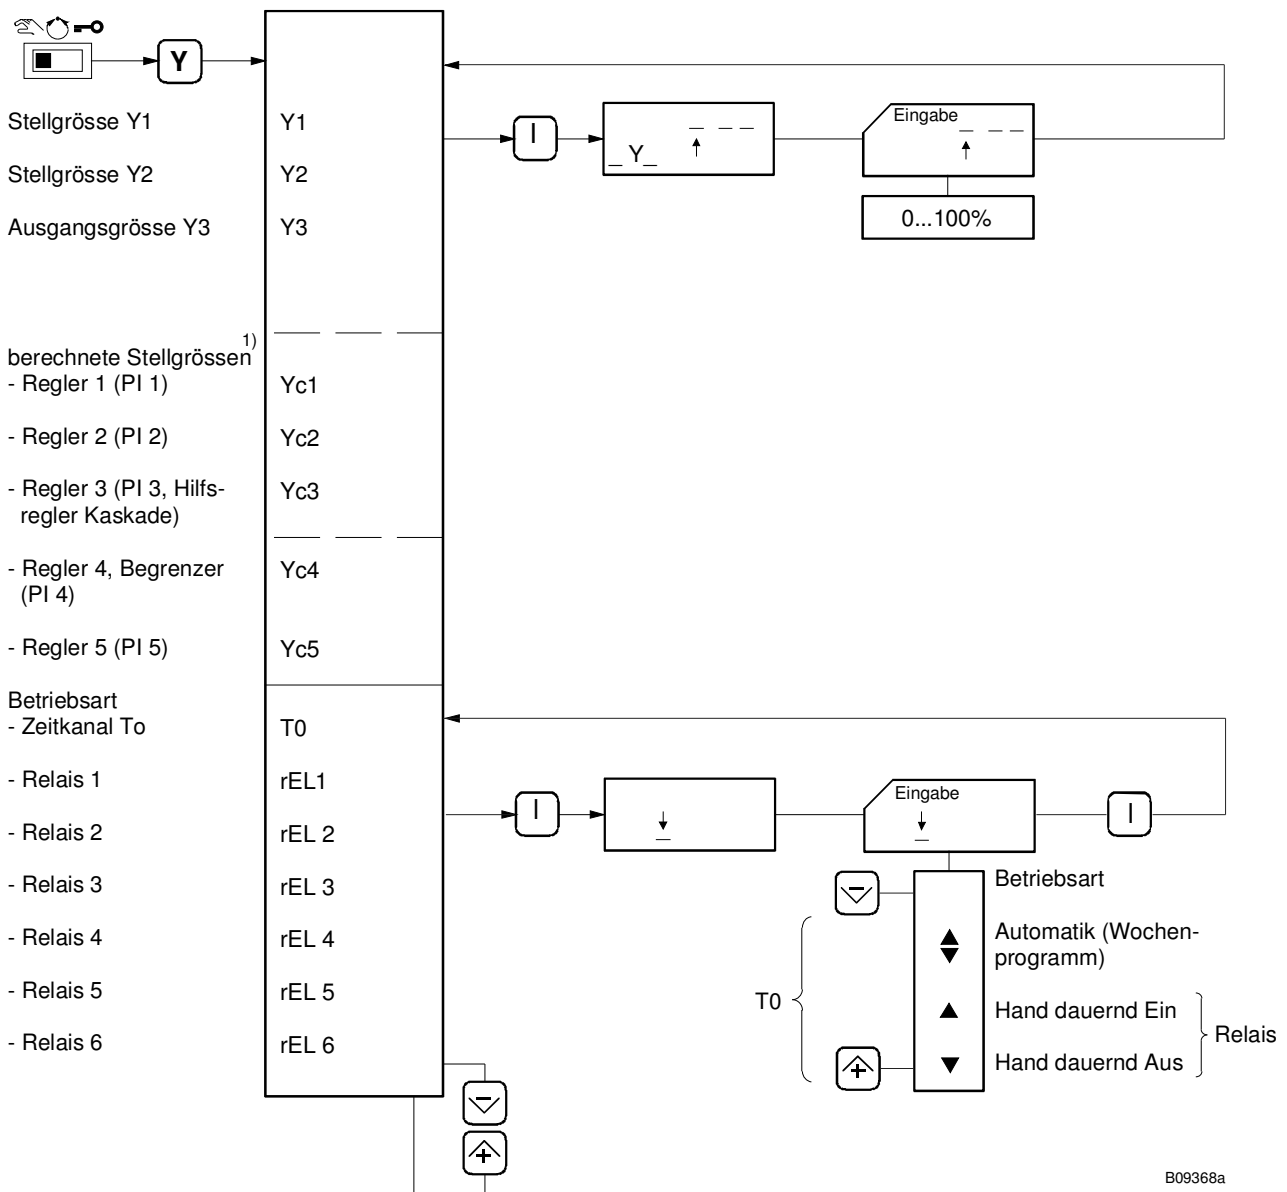 Y
Stellgrösse Y1 Y1
I
_ Y_ _ _ _
Eingabe _ _ _
Stellgrösse Y2 Y2
0...100%
Ausgangsgrösse Y3 Y3
berechnete Stellgrössen 1)
- Regler 1 (PI 1) Yc1
- Regler 2 (PI 2) Yc2
- Regler 3 (PI 3, Hilfs-
regler Kaskade) Yc3
- Regler 4, Begrenzer
(PI 4) Yc4
- Regler 5 (PI 5) Yc5
Betriebsart
- Zeitkanal To T0
- Relais 1 rEL1
I
Eingabe
I
- Relais 2 rEL 2
- Relais 3 rEL 3
- Relais 4 rEL 4
- Relais 5 rEL 5
- Relais 6 rEL 6
Betriebsart
Automatik (Wochen-
programm)
T0
Hand dauernd Ein
Hand dauernd Aus
Relais
−
+
−
+
B09368a